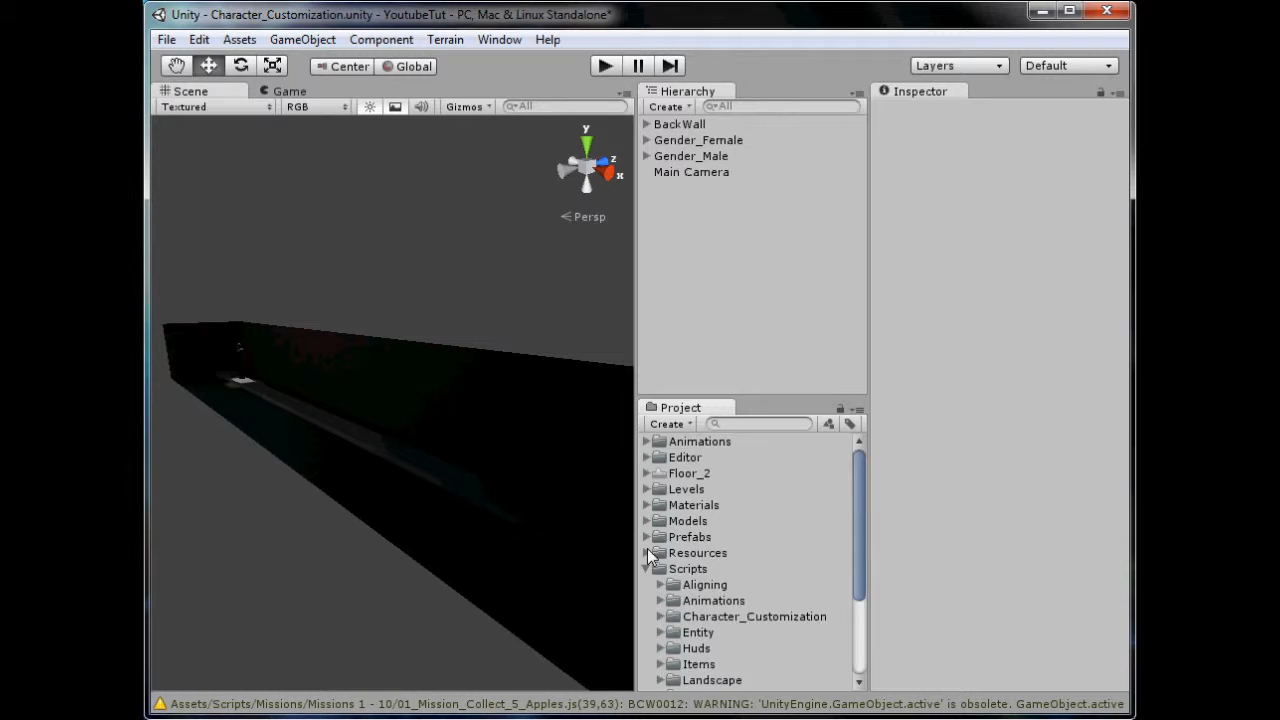 Unity - Character_Customization.unity - YoutubeTut - PC, Mac & Linux Standalone*
File Edit Assets GameObject Component Terrain Window Help
Center Global Layers Default
Scene Game
Textured RGB Gizmos All
y
z
x
Persp
Hierarchy
Create All
BackWall
Gender_Female
Gender_Male
Main Camera
Inspector
Project
Create
Animations
Editor
Floor_2
Levels
Materials
Models
Prefabs
Resources
Scripts
Aligning
Animations
Character_Customization
Entity
Huds
Items
Landscape
Assets/Scripts/Missions/Missions 1 - 10/01_Mission_Collect_5_Apples.js(39,63): BCW0012: WARNING: 'UnityEngine.GameObject.active' is obsolete. GameObject.active